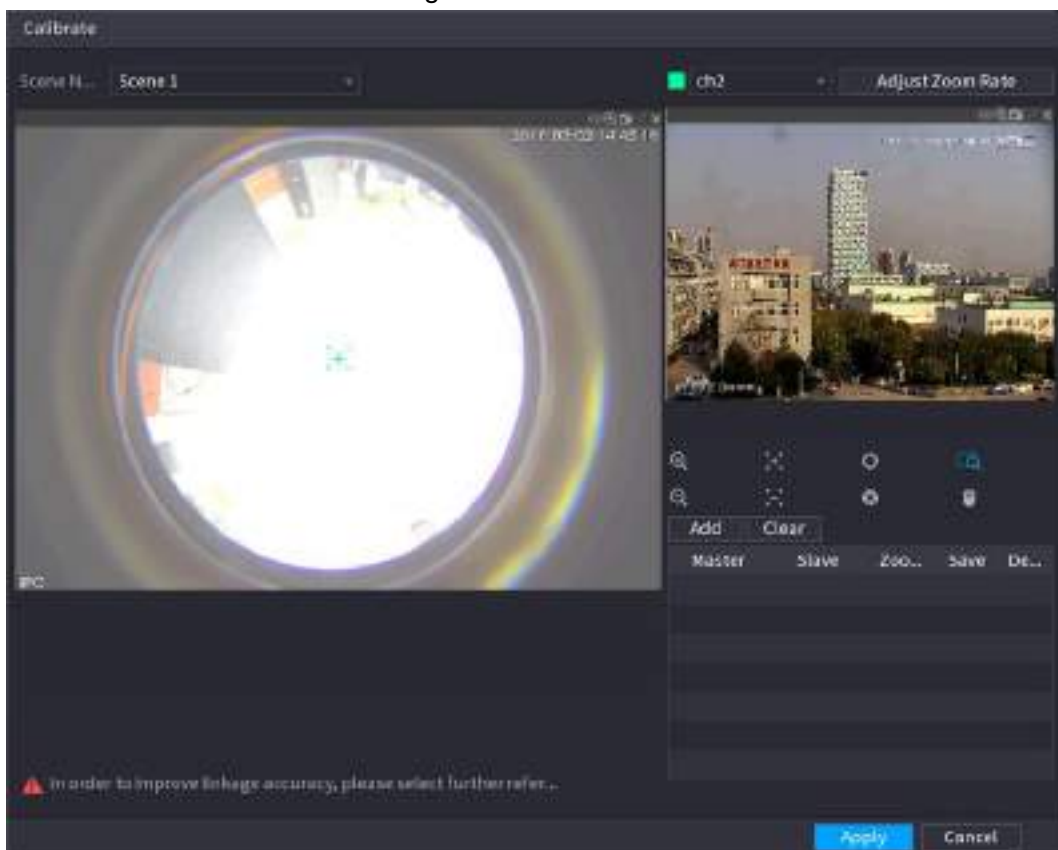 Calibrate
Scene N... Scene 1
ch2 Adjust Zoom Rate
Add Clear
Master Slave Zoo... Save De...
IPC
In order to improve linkage accuracy, please select further refer...
Apply Cancel